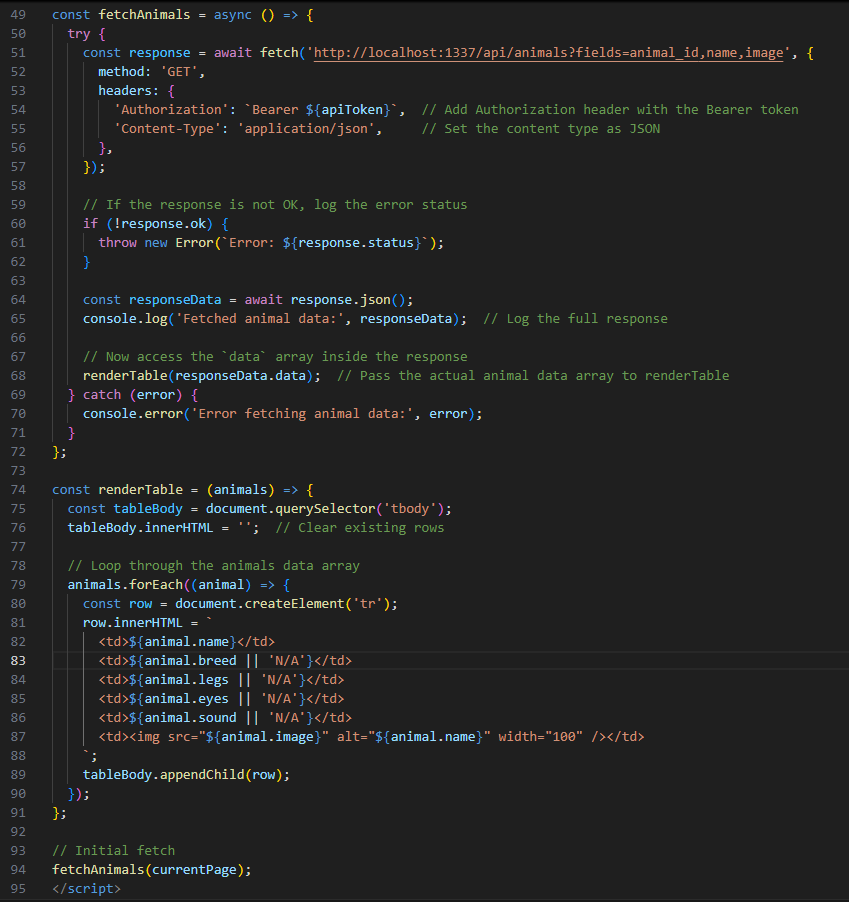 49 const fetchAnimals = async () => {
50   try {
51     const response = await fetch('http://localhost:1337/api/animals?fields=animal_id,name,image', {
52       method: 'GET',
53       headers: {
54         'Authorization': `Bearer ${apiToken}`,  // Add Authorization header with the Bearer token
55         'Content-Type': 'application/json',     // Set the content type as JSON
56       },
57     });
58
59     // If the response is not OK, log the error status
60     if (!response.ok) {
61       throw new Error(`Error: ${response.status}`);
62     }
63
64     const responseData = await response.json();
65     console.log('Fetched animal data:', responseData);  // Log the full response
66
67     // Now access the `data` array inside the response
68     renderTable(responseData.data);  // Pass the actual animal data array to renderTable
69   } catch (error) {
70     console.error('Error fetching animal data:', error);
71   }
72 };
73
74 const renderTable = (animals) => {
75   const tableBody = document.querySelector('tbody');
76   tableBody.innerHTML = '';  // Clear existing rows
77
78   // Loop through the animals data array
79   animals.forEach((animal) => {
80     const row = document.createElement('tr');
81     row.innerHTML = `
82       <td>${animal.name}</td>
83       <td>${animal.breed || 'N/A'}</td>
84       <td>${animal.legs || 'N/A'}</td>
85       <td>${animal.eyes || 'N/A'}</td>
86       <td>${animal.sound || 'N/A'}</td>
87       <td><img src="${animal.image}" alt="${animal.name}" width="100" /></td>
88     `;
89     tableBody.appendChild(row);
90   });
91 };
92
93 // Initial fetch
94 fetchAnimals(currentPage);
95 </script>